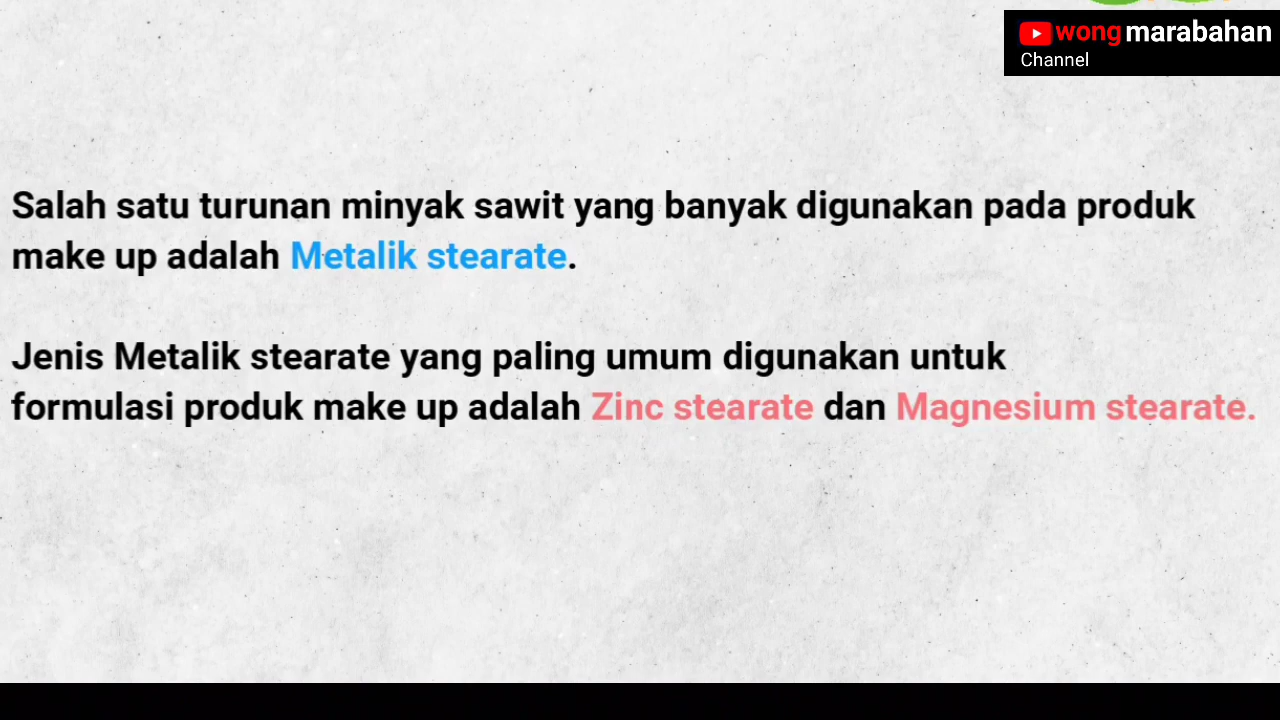 wong marabahan
Channel
Salah satu turunan minyak sawit yang banyak digunakan pada produk
make up adalah Metalik stearate.
Jenis Metalik stearate yang paling umum digunakan untuk
formulasi produk make up adalah Zinc stearate dan Magnesium stearate.